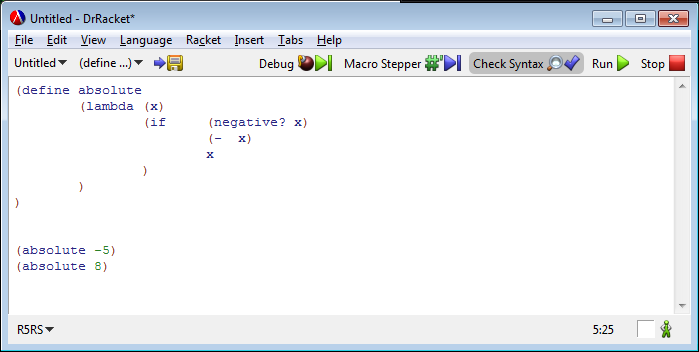 Untitled - DrRacket*
File Edit View Language Racket Insert Tabs Help
Untitled (define ...) Debug Macro Stepper #' Check Syntax Run Stop
(define absolute
        (lambda (x)
                (if     (negative? x)
                        (-  x)
                        x
                )
        )
)
(absolute -5)
(absolute 8)
R5RS 5:25